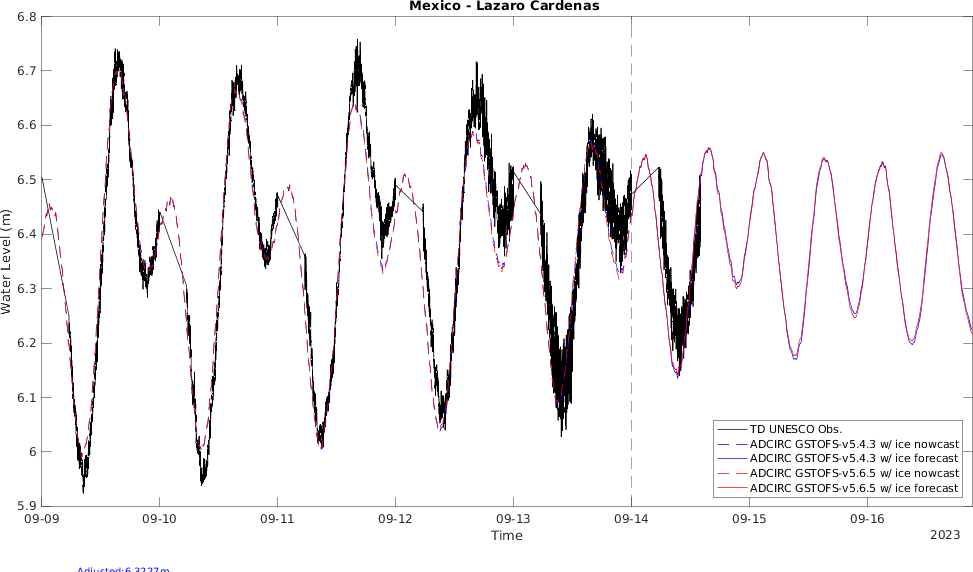 Mexico - Lazaro Cardenas
6.8
6.7
6.6
6.5
6.4
6.3
6.2
6.1
6
5.9
Water Level (m)
09-09
09-10
09-11
09-12
09-13
09-14
09-15
09-16
Time
2023
TD UNESCO Obs.
ADCIRC GSTOFS-v5.4.3 w/ ice nowcast
ADCIRC GSTOFS-v5.4.3 w/ ice forecast
ADCIRC GSTOFS-v5.6.5 w/ ice nowcast
ADCIRC GSTOFS-v5.6.5 w/ ice forecast
Adjusted:6.3227m